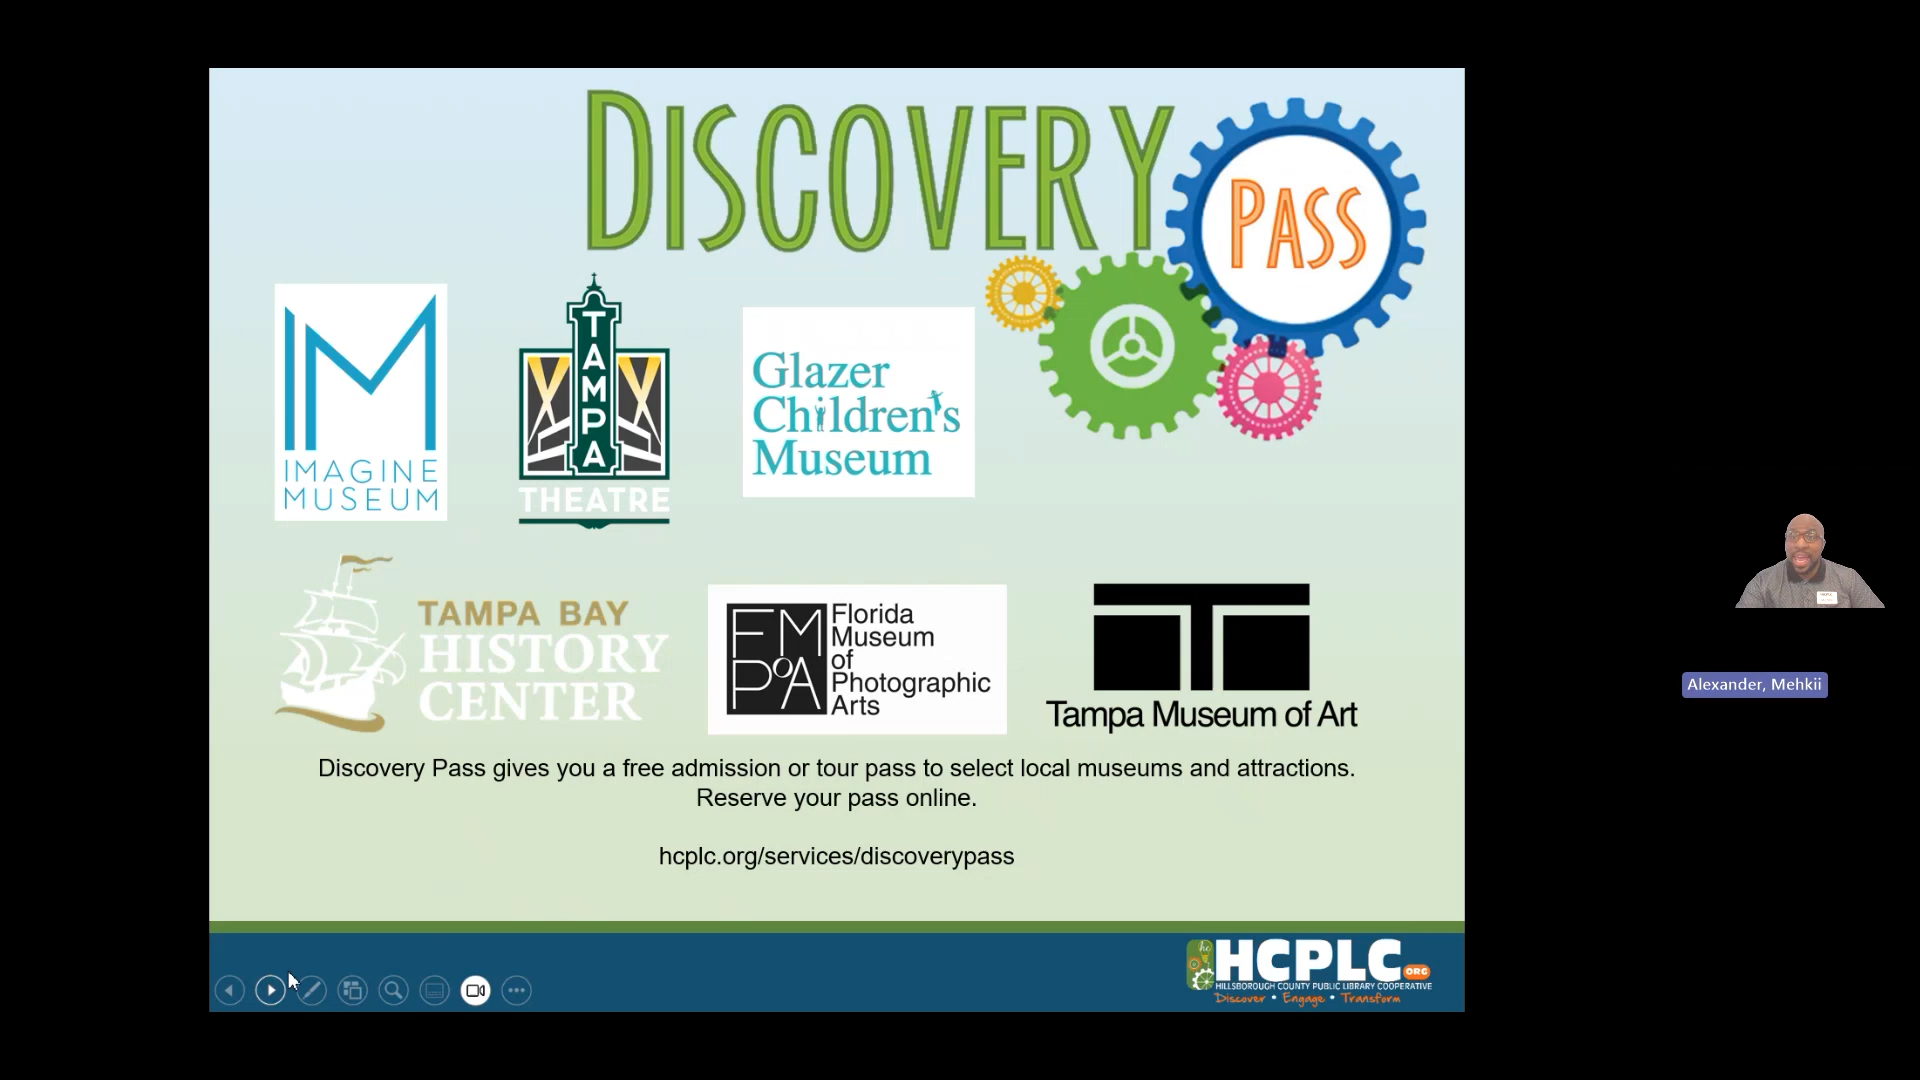 DISCOVERY
PASS
IMAGINE
MUSEUM
TAMPA
THEATRE
Glazer
Children's
Museum
TAMPA BAY
HISTORY
CENTER
FM
PoA
Florida
Museum
of
Photographic
Arts
Tampa Museum of Art
Discovery Pass gives you a free admission or tour pass to select local museums and attractions.
Reserve your pass online.
hcplc.org/services/discoverypass
hc
HCPLC
ORG
HILLSBOROUGH COUNTY PUBLIC LIBRARY COOPERATIVE
Discover • Engage • Transform
Alexander, Mehkii